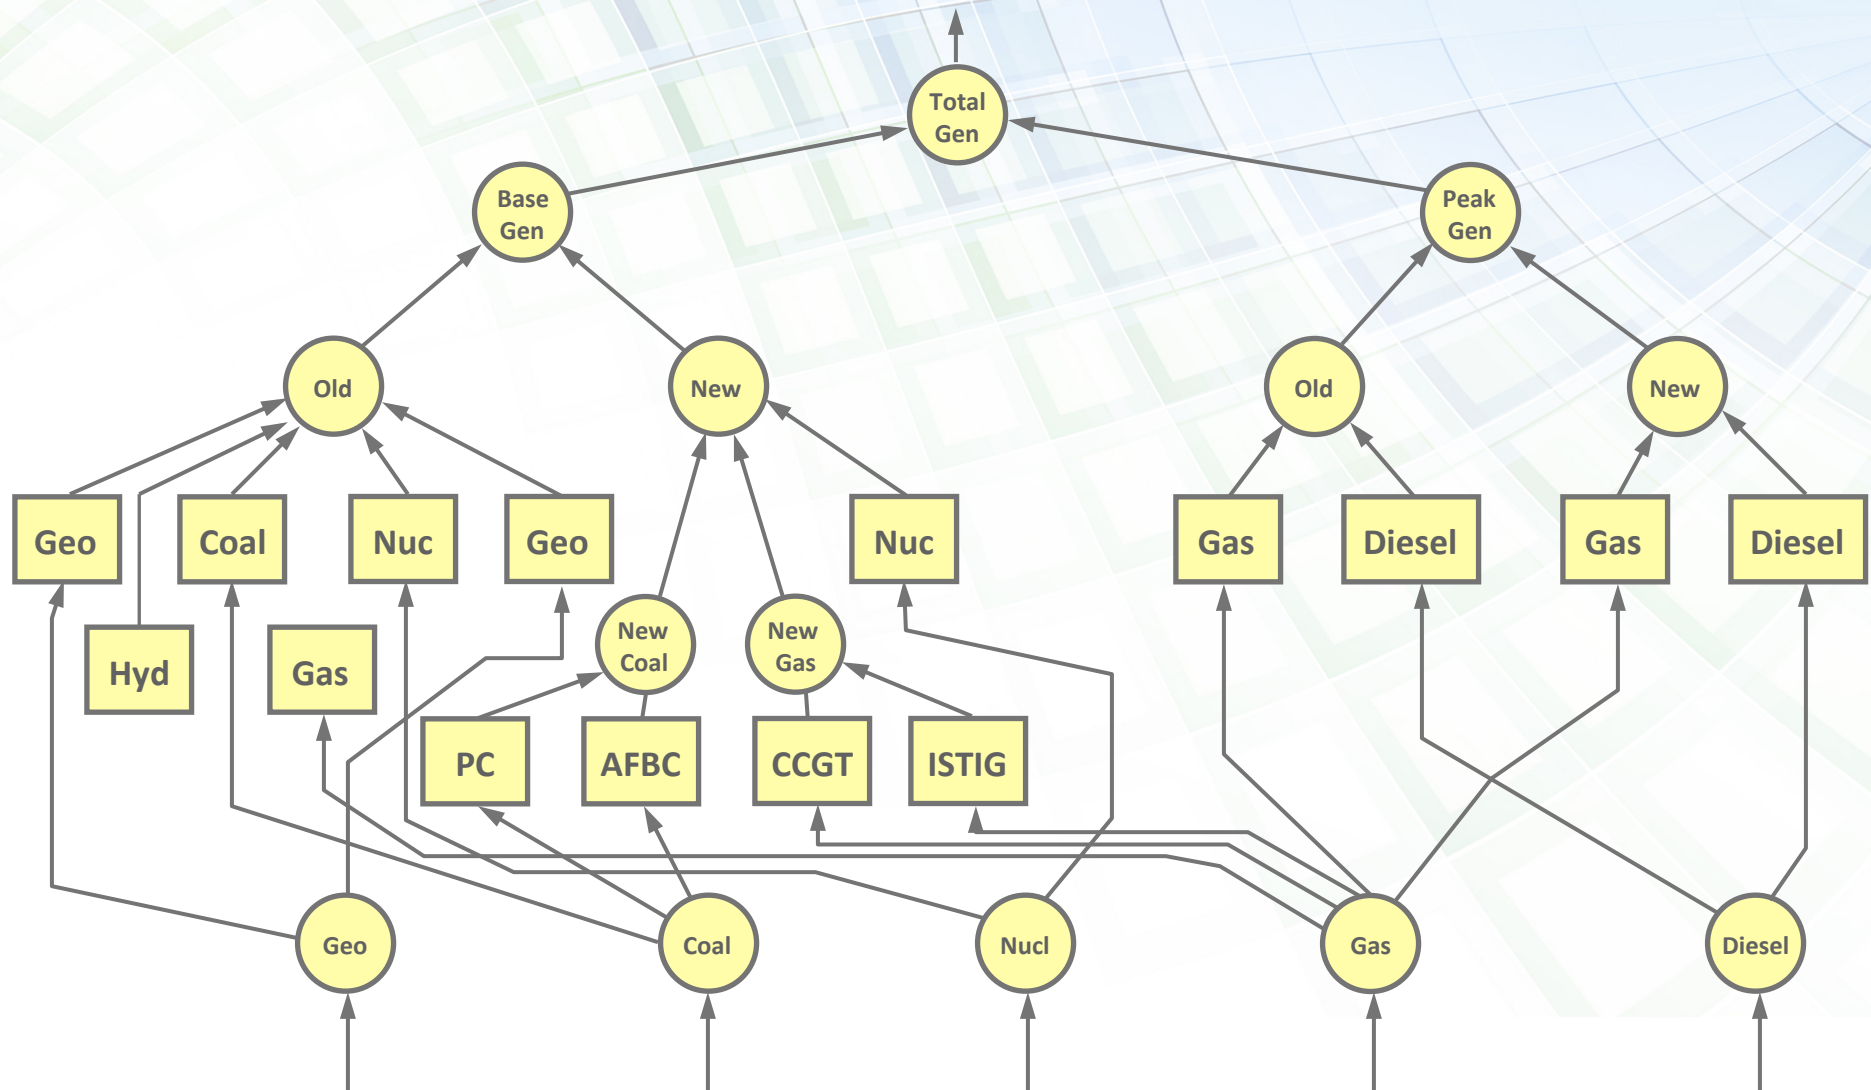 Total
Gen
Base
Gen
Peak
Gen
Old
New
Old
New
Geo
Coal
Nuc
Geo
Nuc
Gas
Diesel
Gas
Diesel
Hyd
Gas
New
Coal
New
Gas
PC
AFBC
CCGT
ISTIG
Geo
Coal
Nucl
Gas
Diesel